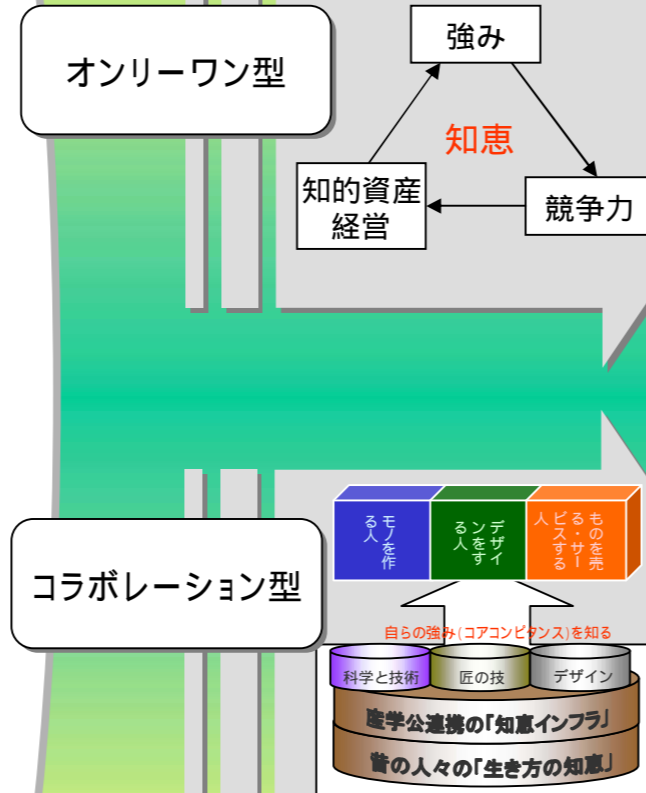 オンリーワン型
強み
知恵
知的資産
経営
競争力
コラボレーション型
モノを作
る人
デザイ
ンをす
る人
ものを売
る・サー
ビスする
人
自らの強み(コアコンピタンス)を知る
科学と技術
匠の技
デザイン
産学公連携の「知恵インフラ」
昔の人々の「生き方の知恵」